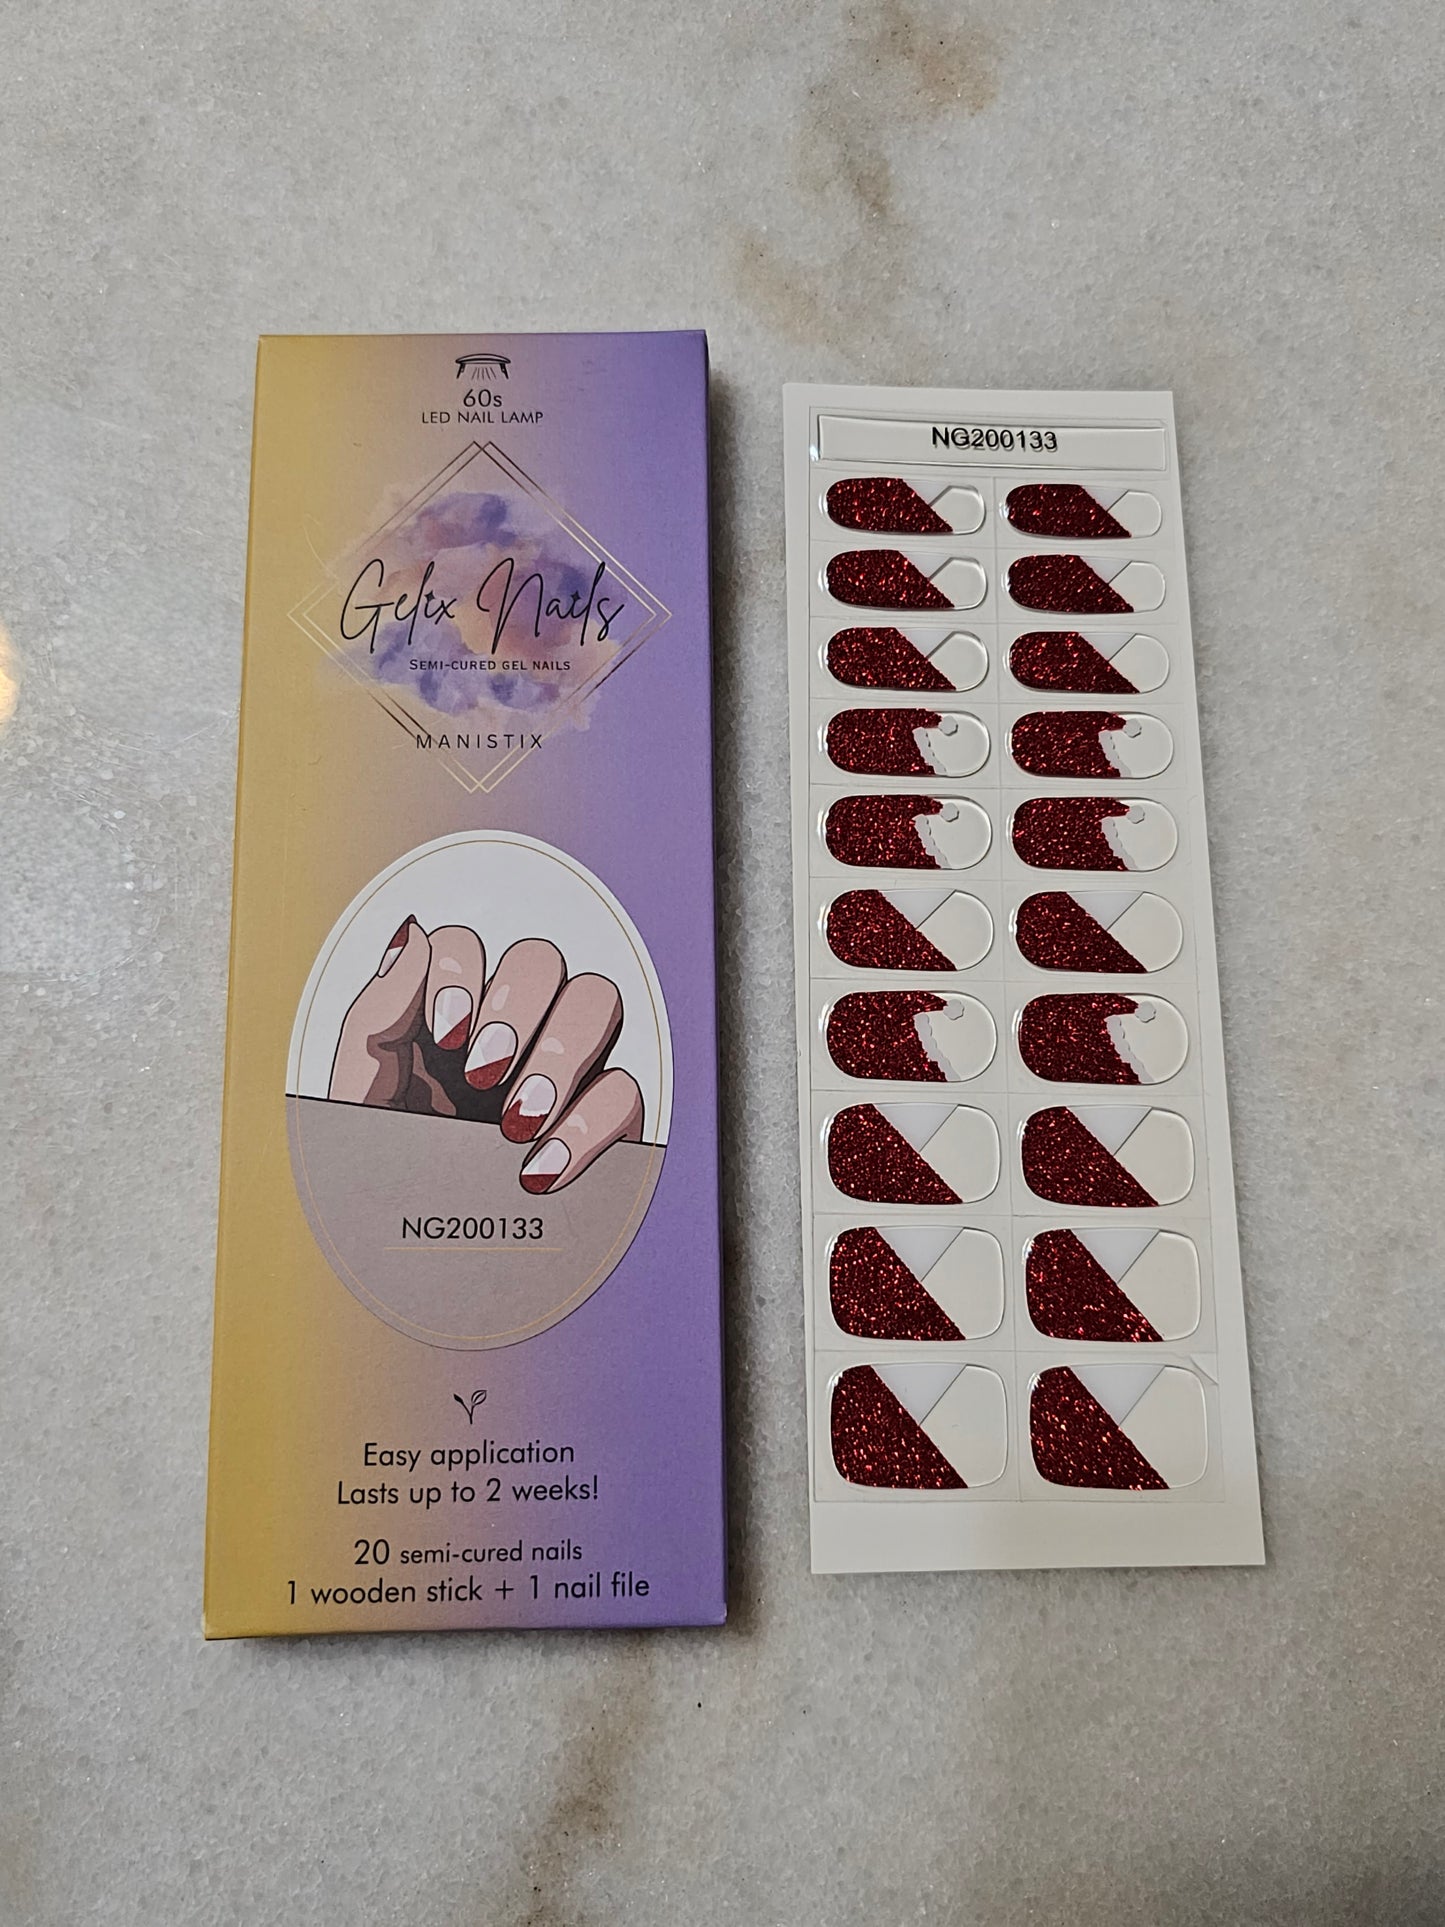 60s
LED NAIL LAMP
Gelix Nails
SEMI-CURED GEL NAILS
MANISTIX
NG200133
Easy application
Lasts up to 2 weeks!
20 semi-cured nails
1 wooden stick + 1 nail file
NG200133